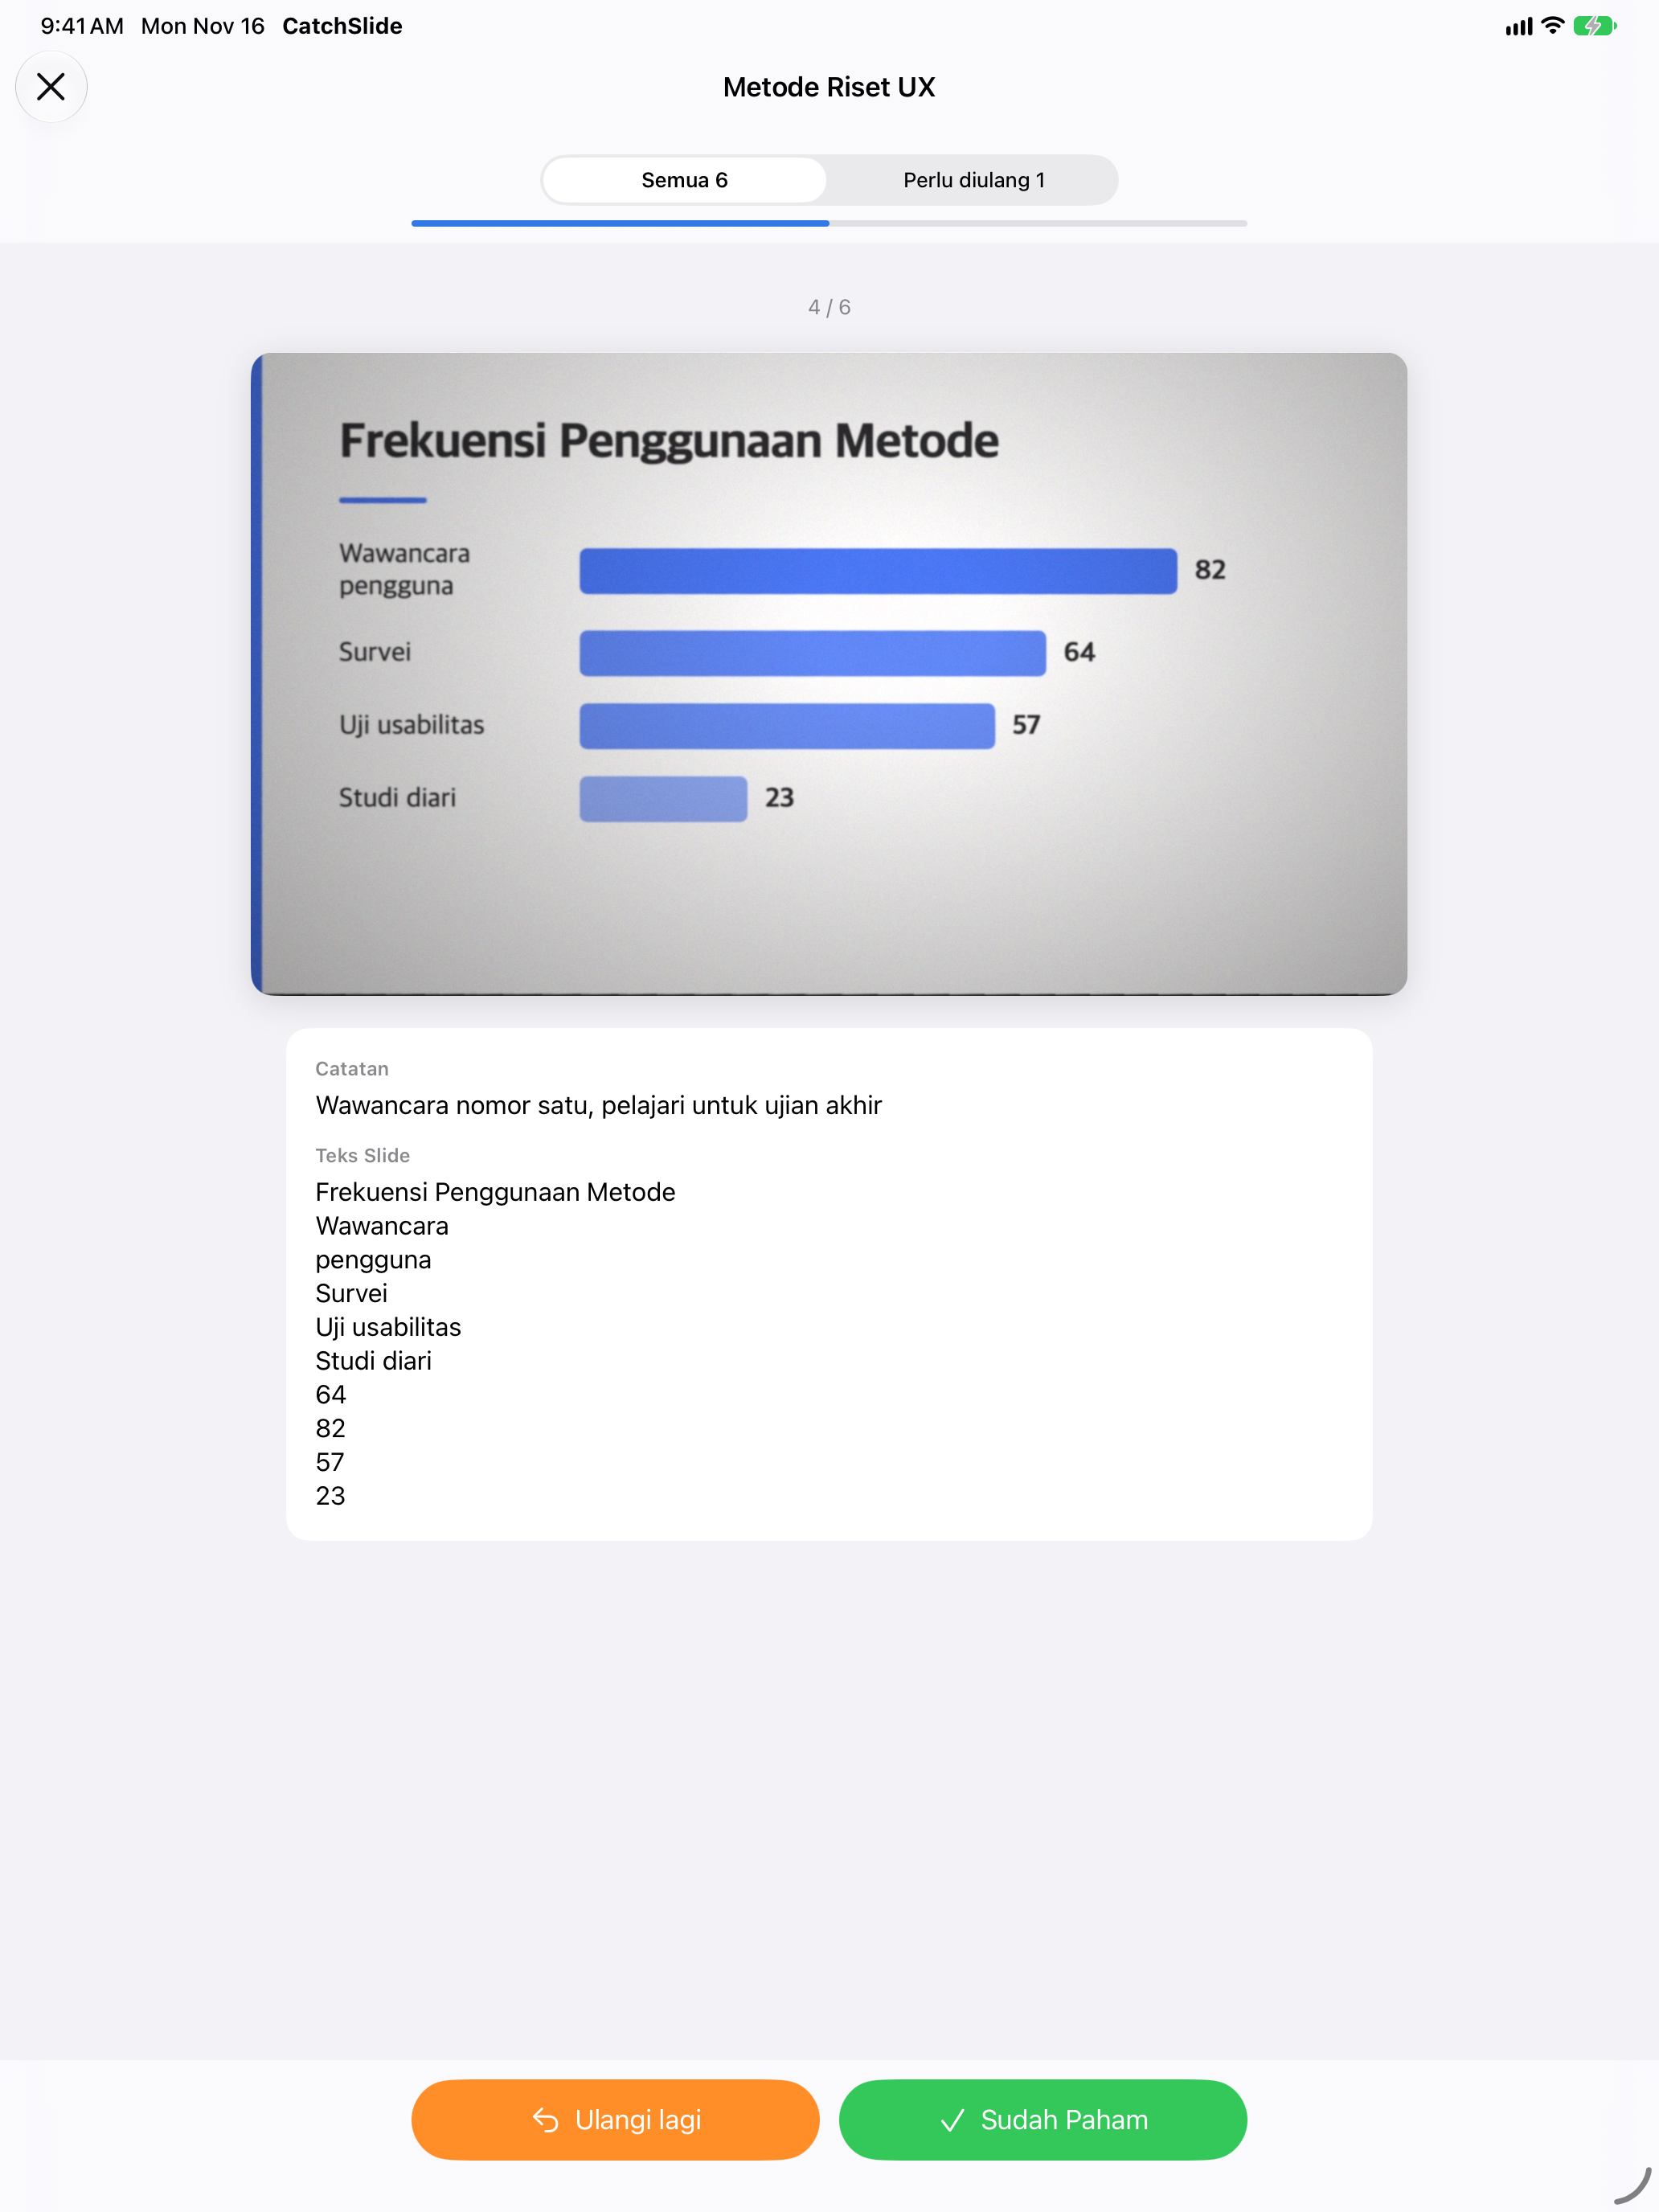 9:41 AM Mon Nov 16 CatchSlide
Metode Riset UX
Semua 6
Perlu diulang 1
4 / 6
Frekuensi Penggunaan Metode
Wawancara
pengguna
82
Survei
64
Uji usabilitas
57
Studi diari
23
Catatan
Wawancara nomor satu, pelajari untuk ujian akhir
Teks Slide
Frekuensi Penggunaan Metode
Wawancara
pengguna
Survei
Uji usabilitas
Studi diari
64
82
57
23
Ulangi lagi
Sudah Paham